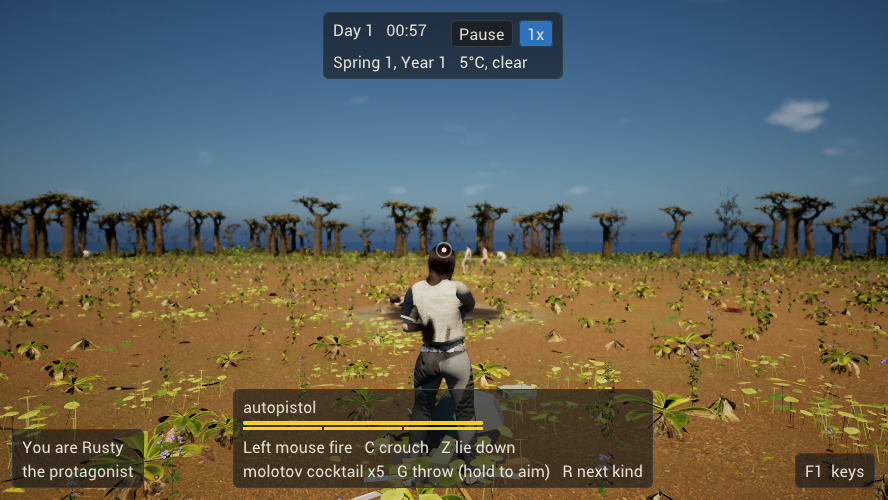 Day 1 00:57 Pause 1x
Spring 1, Year 1 5°C, clear
autopistol
Left mouse fire C crouch Z lie down
molotov cocktail x5 G throw (hold to aim) R next kind
You are Rusty
the protagonist
F1 keys